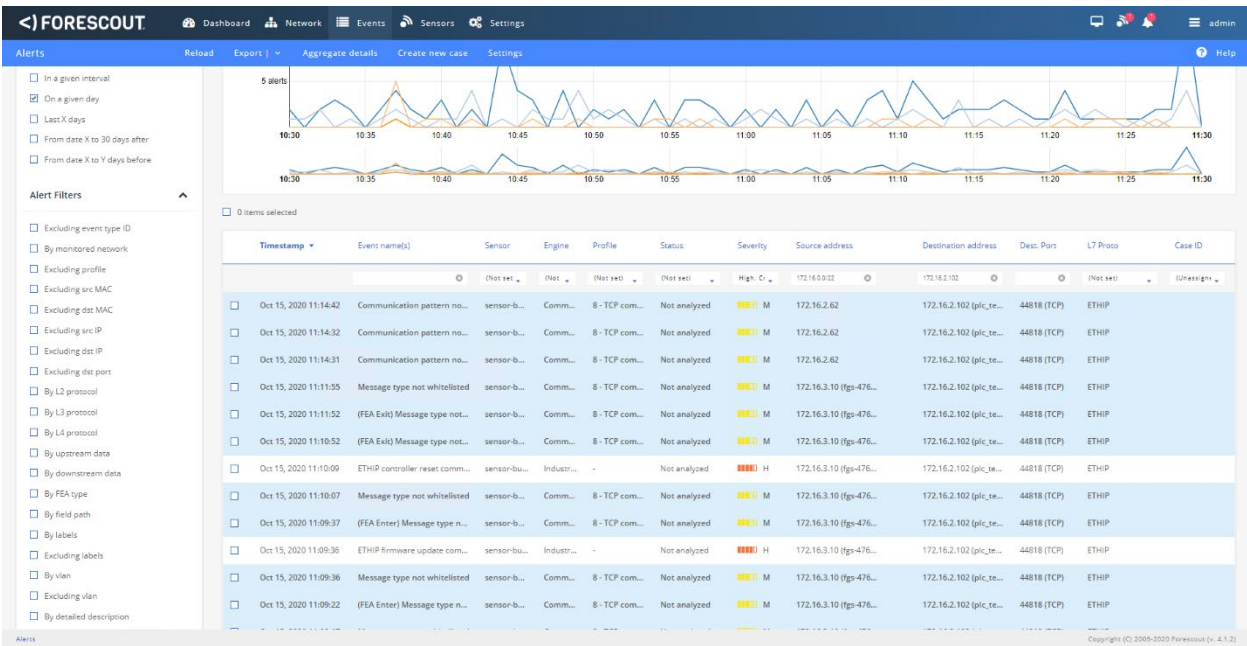 <) FORESCOUT. Dashboard Network Events Sensors Settings admin
Alerts Reload Export | Aggregate details Create new case Settings Help
In a given interval
On a given day
Last X days
From date X to 30 days after
From date X to Y days before
5 alerts
10:30 10:35 10:40 10:45 10:50 10:55 11:00 11:05 11:10 11:15 11:20 11:25 11:30
10:30 10:35 10:40 10:45 10:50 10:55 11:00 11:05 11:10 11:15 11:20 11:25 11:30
Alert Filters
Excluding event type ID
By monitored network
Excluding profile
Excluding src MAC
Excluding dst MAC
Excluding src IP
Excluding dst IP
Excluding dst port
By L2 protocol
By L3 protocol
By L4 protocol
By upstream data
By downstream data
By FEA type
By field path
By labels
Excluding labels
By vlan
Excluding vlan
By detailed description
0 items selected
Timestamp Event name(s) Sensor Engine Profile Status Severity Source address Destination address Dest. Port L7 Proto Case ID
(Not set (Not (Not set) (Not set) High, Cr 172.16.0.0/22 172.16.2.102 (Not set) (Unassign
Oct 15, 2020 11:14:42 Communication pattern no... sensor-b... Comm... 8 - TCP com... Not analyzed M 172.16.2.62 172.16.2.102 (plc_te... 44818 (TCP) ETHIP
Oct 15, 2020 11:14:32 Communication pattern no... sensor-b... Comm... 8 - TCP com... Not analyzed M 172.16.2.62 172.16.2.102 (plc_te... 44818 (TCP) ETHIP
Oct 15, 2020 11:14:31 Communication pattern no... sensor-b... Comm... 8 - TCP com... Not analyzed M 172.16.2.62 172.16.2.102 (plc_te... 44818 (TCP) ETHIP
Oct 15, 2020 11:11:55 Message type not whitelisted sensor-b... Comm... 8 - TCP com... Not analyzed M 172.16.3.10 (fgs-476... 172.16.2.102 (plc_te... 44818 (TCP) ETHIP
Oct 15, 2020 11:11:52 (FEA Exit) Message type not... sensor-b... Comm... 8 - TCP com... Not analyzed M 172.16.3.10 (fgs-476... 172.16.2.102 (plc_te... 44818 (TCP) ETHIP
Oct 15, 2020 11:10:52 (FEA Exit) Message type not... sensor-b... Comm... 8 - TCP com... Not analyzed M 172.16.3.10 (fgs-476... 172.16.2.102 (plc_te... 44818 (TCP) ETHIP
Oct 15, 2020 11:10:09 ETHIP controller reset comm... sensor-bu... Industr... - Not analyzed H 172.16.3.10 (fgs-476... 172.16.2.102 (plc_te... 44818 (TCP) ETHIP
Oct 15, 2020 11:10:07 Message type not whitelisted sensor-b... Comm... 8 - TCP com... Not analyzed M 172.16.3.10 (fgs-476... 172.16.2.102 (plc_te... 44818 (TCP) ETHIP
Oct 15, 2020 11:09:37 (FEA Enter) Message type n... sensor-b... Comm... 8 - TCP com... Not analyzed M 172.16.3.10 (fgs-476... 172.16.2.102 (plc_te... 44818 (TCP) ETHIP
Oct 15, 2020 11:09:36 ETHIP firmware update com... sensor-bu... Industr... - Not analyzed H 172.16.3.10 (fgs-476... 172.16.2.102 (plc_te... 44818 (TCP) ETHIP
Oct 15, 2020 11:09:36 Message type not whitelisted sensor-b... Comm... 8 - TCP com... Not analyzed M 172.16.3.10 (fgs-476... 172.16.2.102 (plc_te... 44818 (TCP) ETHIP
Oct 15, 2020 11:09:22 (FEA Enter) Message type n... sensor-b... Comm... 8 - TCP com... Not analyzed M 172.16.3.10 (fgs-476... 172.16.2.102 (plc_te... 44818 (TCP) ETHIP
Alerts Copyright (C) 2009-2020 Forescout (v. 4.1.2)